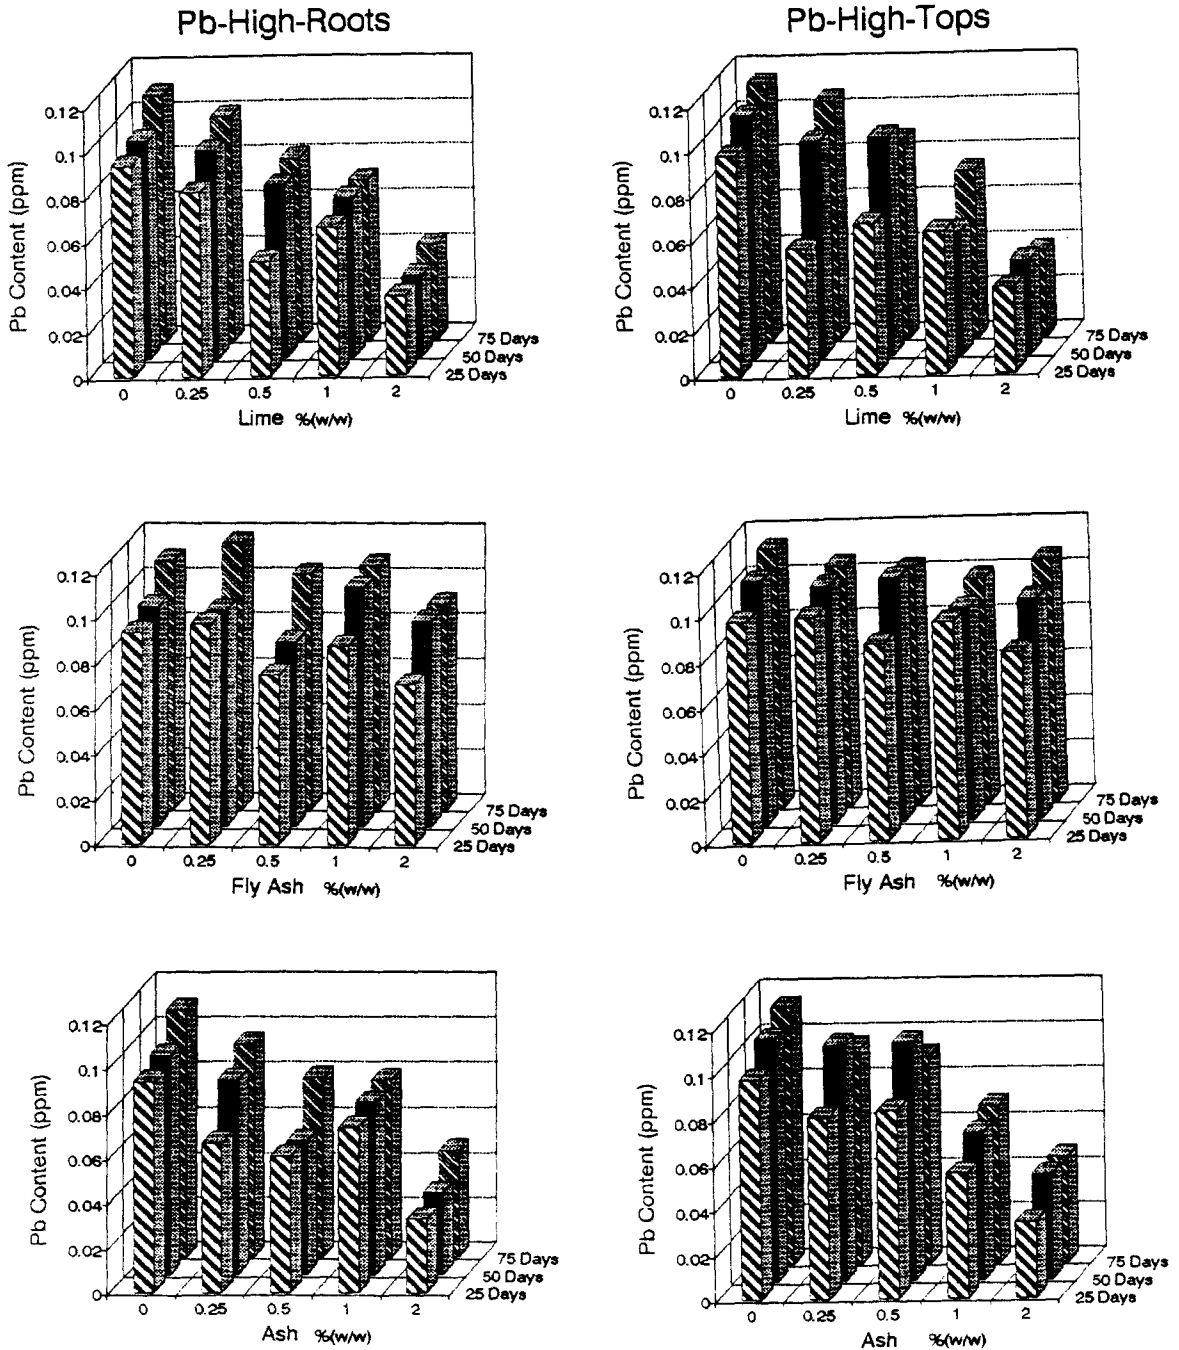 Pb-High-Roots
Pb Content (ppm)
0.12
0.1
0.08
0.06
0.04
0.02
0
0 0.25 0.5 1 2
75 Days
50 Days
25 Days
Lime %(w/w)
Pb-High-Tops
Pb Content (ppm)
0.12
0.1
0.08
0.06
0.04
0.02
0
0 0.25 0.5 1 2
75 Days
50 Days
25 Days
Lime %(w/w)
Pb Content (ppm)
0.12
0.1
0.08
0.06
0.04
0.02
0
0 0.25 0.5 1 2
75 Days
50 Days
25 Days
Fly Ash %(w/w)
Pb Content (ppm)
0.12
0.1
0.08
0.06
0.04
0.02
0
0 0.25 0.5 1 2
75 Days
50 Days
25 Days
Fly Ash %(w/w)
Pb Content (ppm)
0.12
0.1
0.08
0.06
0.04
0.02
0
0 0.25 0.5 1 2
75 Days
50 Days
25 Days
Ash %(w/w)
Pb Content (ppm)
0.12
0.1
0.08
0.06
0.04
0.02
0
0 0.25 0.5 1 2
75 Days
50 Days
25 Days
Ash %(w/w)